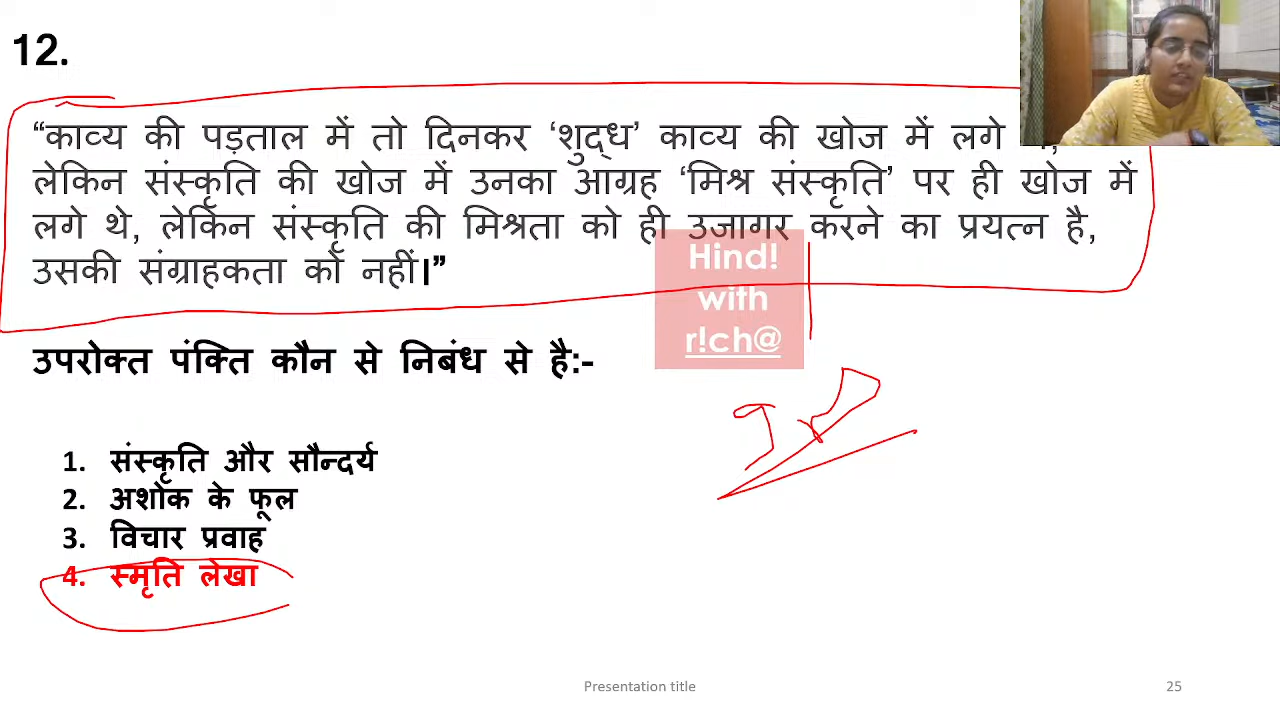 12.
“काव्य की पड़ताल में तो दिनकर ‘शुद्ध’ काव्य की खोज में लगे
लेकिन संस्कृति की खोज में उनका आग्रह ‘मिश्र संस्कृति’ पर ही खोज में
लगे थे, लेकिन संस्कृति की मिश्रता को ही उजागर करने का प्रयत्न है,
उसकी संग्राहकता को नहीं।”
Hind!
with
r!ch@
उपरोक्त पंक्ति कौन से निबंध से है:-
1. संस्कृति और सौन्दर्य
2. अशोक के फूल
3. विचार प्रवाह
4. स्मृति लेखा
Presentation title
25